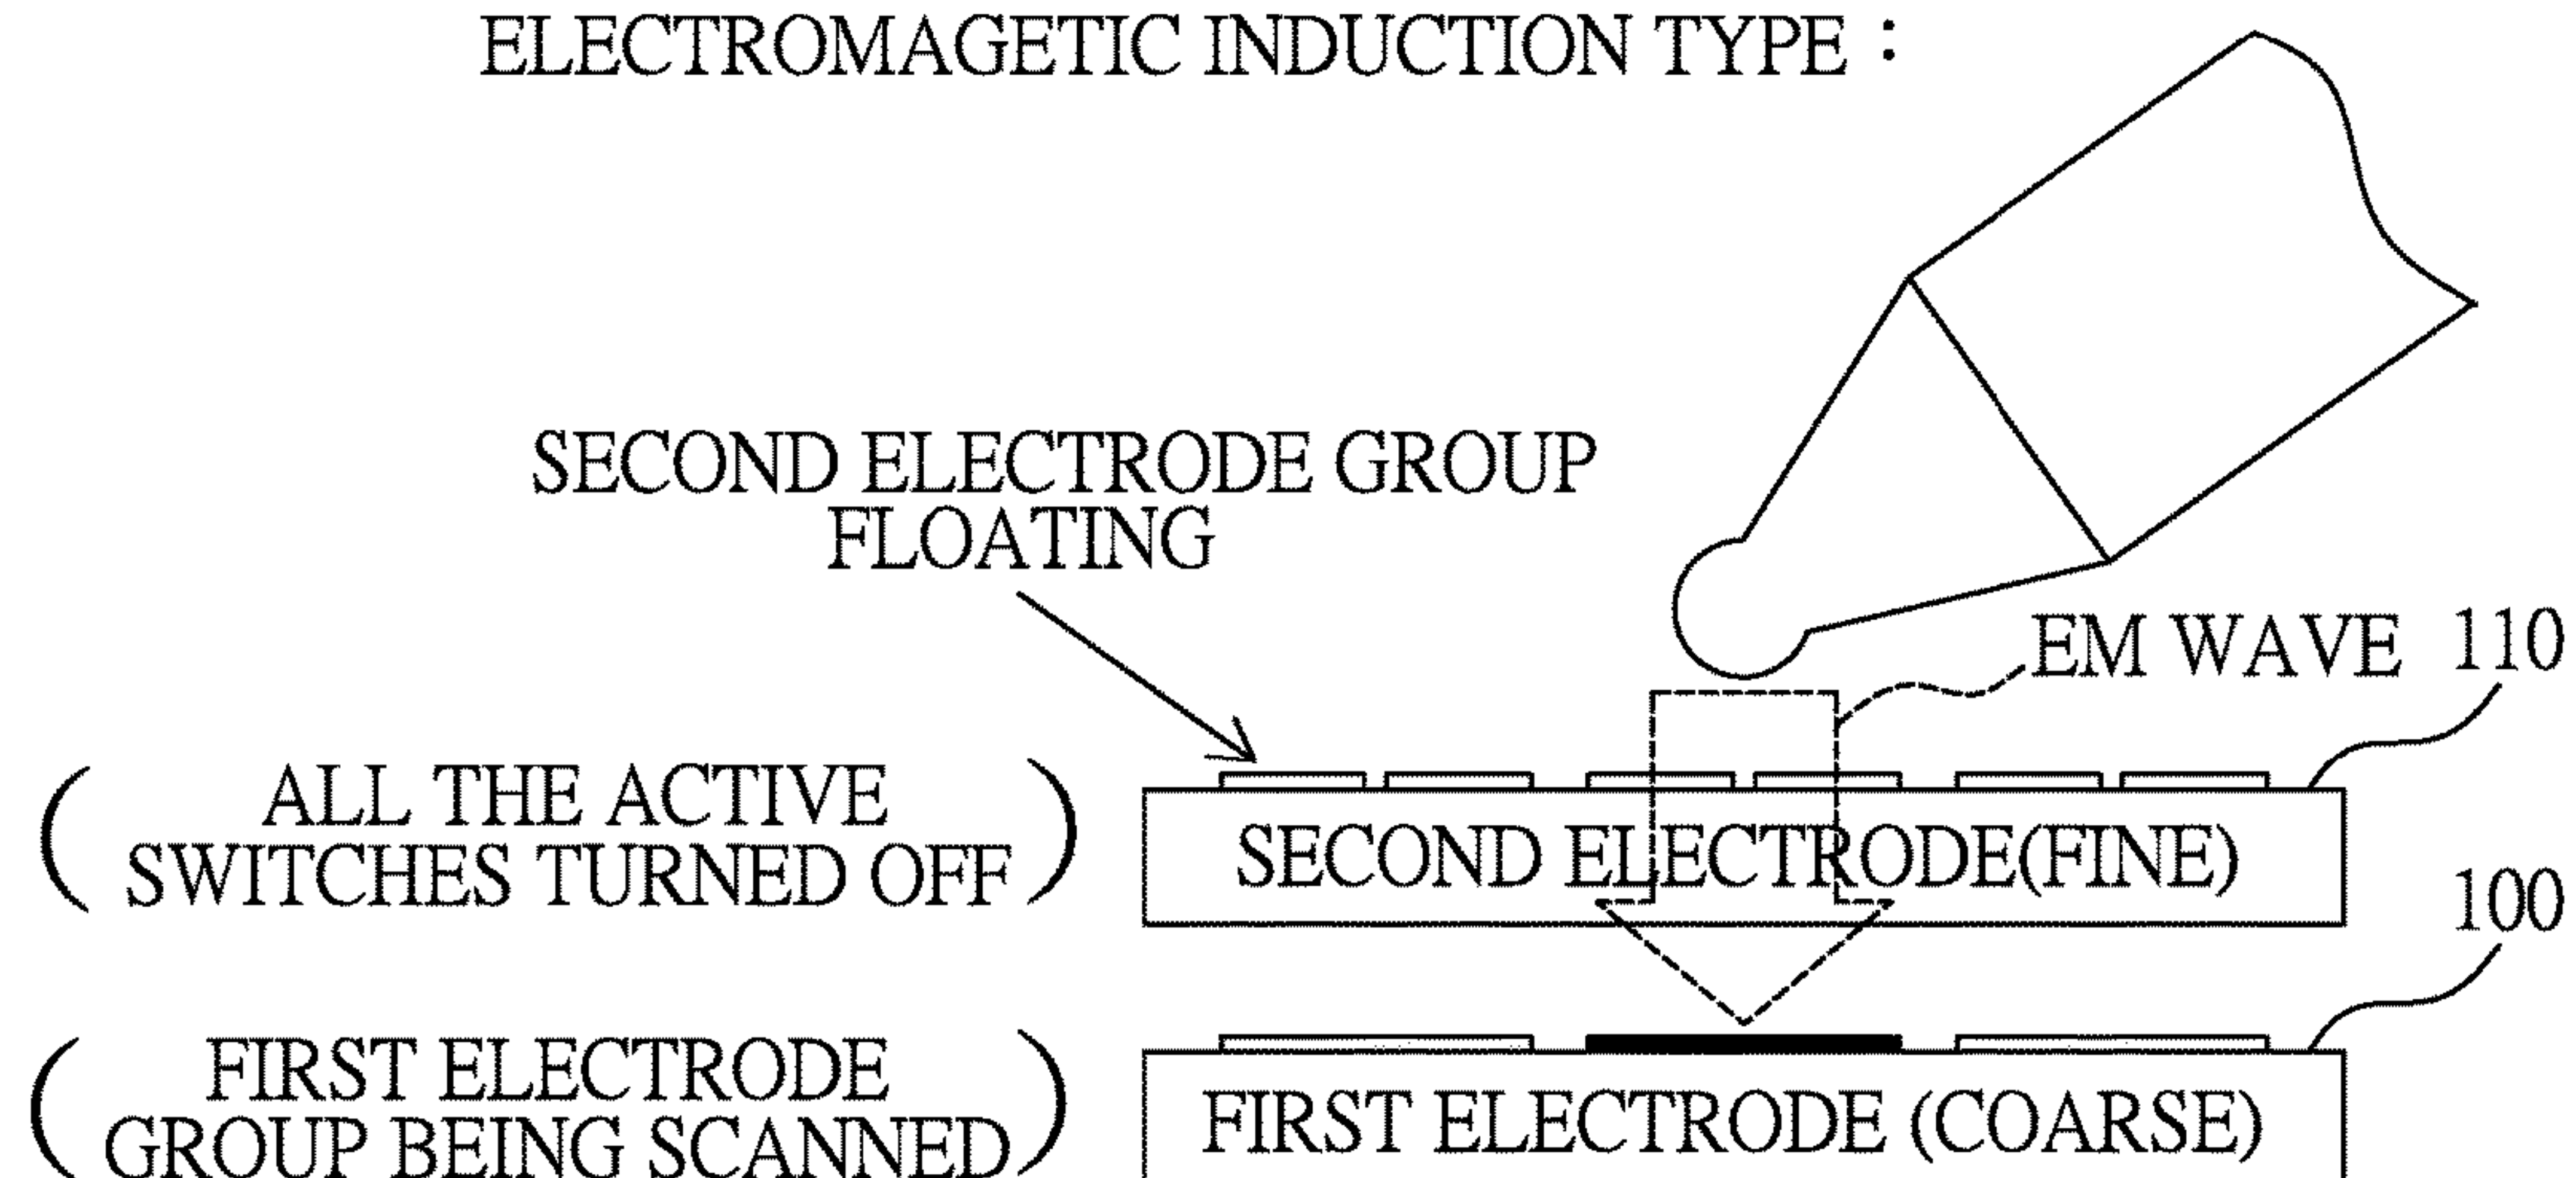 ELECTROMAGETIC INDUCTION TYPE :
SECOND ELECTRODE GROUP
FLOATING
EM WAVE
110
( ALL THE ACTIVE
SWITCHES TURNED OFF )
SECOND ELECTRODE(FINE)
100
( FIRST ELECTRODE
GROUP BEING SCANNED )
FIRST ELECTRODE (COARSE)